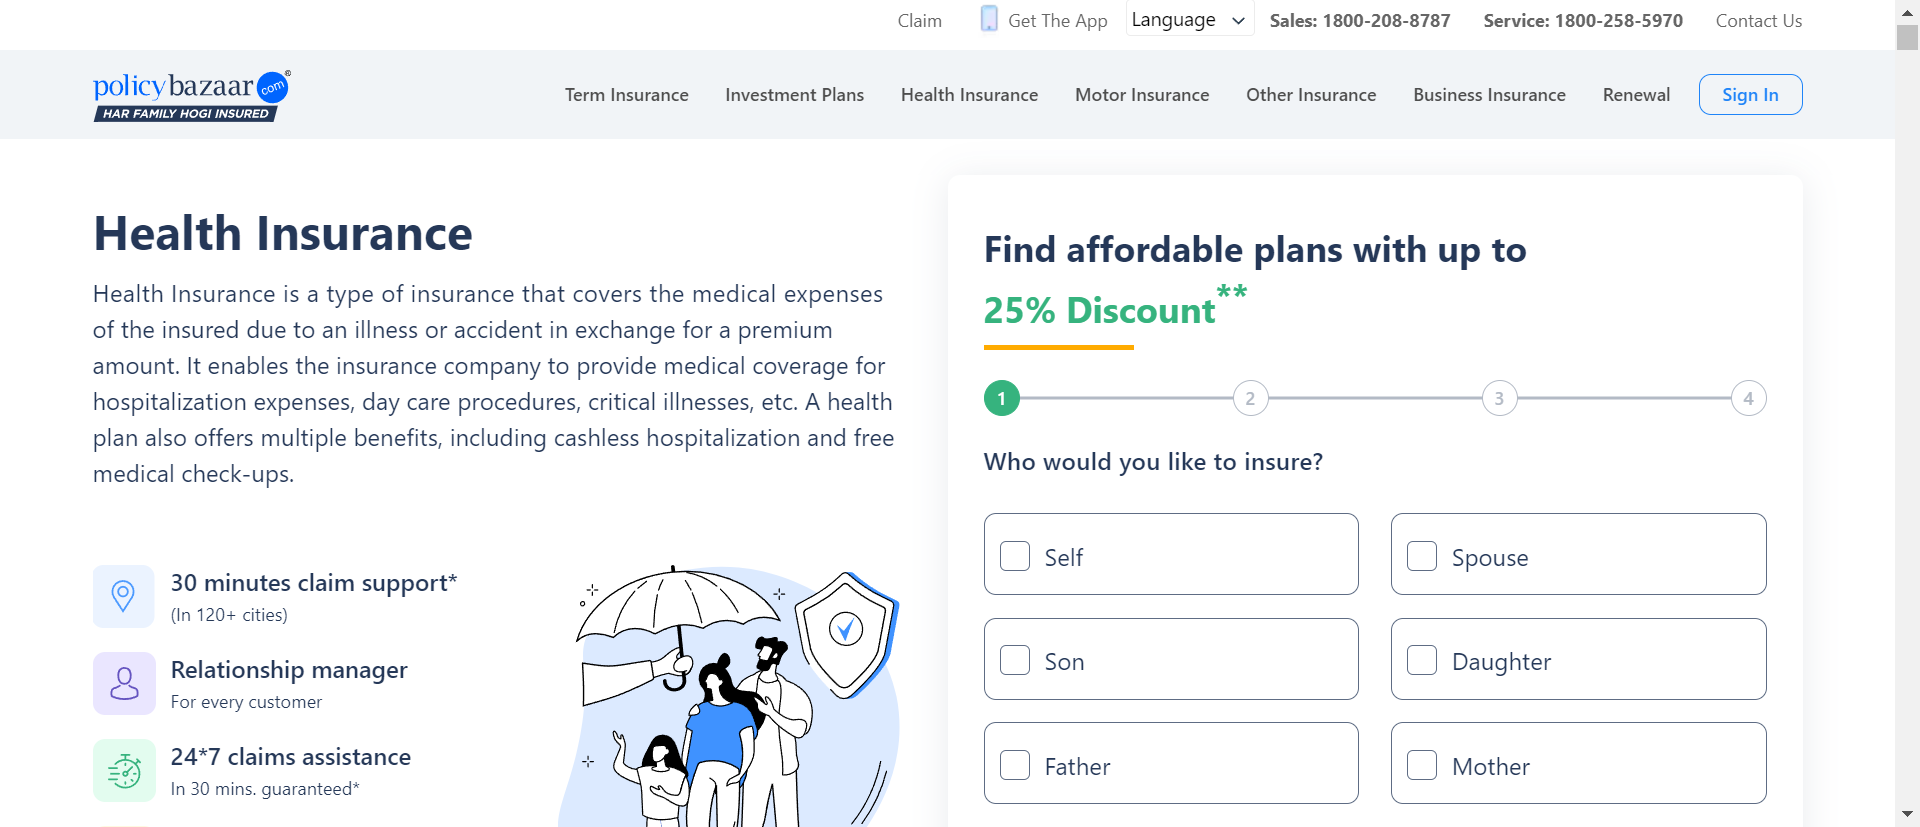 Claim Get The App Language Sales: 1800-208-8787 Service: 1800-258-5970 Contact Us
policybazaar.com®
HAR FAMILY HOGI INSURED
Term Insurance Investment Plans Health Insurance Motor Insurance Other Insurance Business Insurance Renewal Sign In
Health Insurance
Health Insurance is a type of insurance that covers the medical expenses
of the insured due to an illness or accident in exchange for a premium
amount. It enables the insurance company to provide medical coverage for
hospitalization expenses, day care procedures, critical illnesses, etc. A health
plan also offers multiple benefits, including cashless hospitalization and free
medical check-ups.
30 minutes claim support*
(In 120+ cities)
Relationship manager
For every customer
24*7 claims assistance
In 30 mins. guaranteed*
Find affordable plans with up to
25% Discount**
1 2 3 4
Who would you like to insure?
Self Spouse
Son Daughter
Father Mother